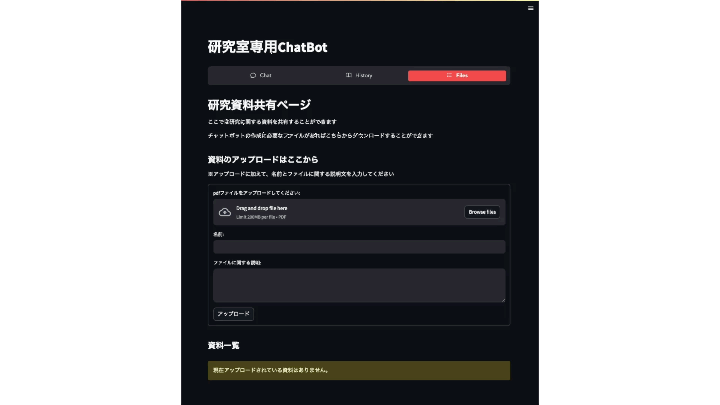 研究室専用ChatBot
Chat
History
Files
研究資料共有ページ
ここでは研究に関する資料を共有することができます
チャットボットの作成に必要なファイルがあればこちらからダウンロードすることができます
資料のアップロードはここから
※アップロードに加えて、名前とファイルに関する説明文を入力してください
pdfファイルをアップロードしてください:
Drag and drop file here
Limit 200MB per file • PDF
Browse files
名前:
ファイルに関する説明:
アップロード
資料一覧
現在アップロードされている資料はありません。